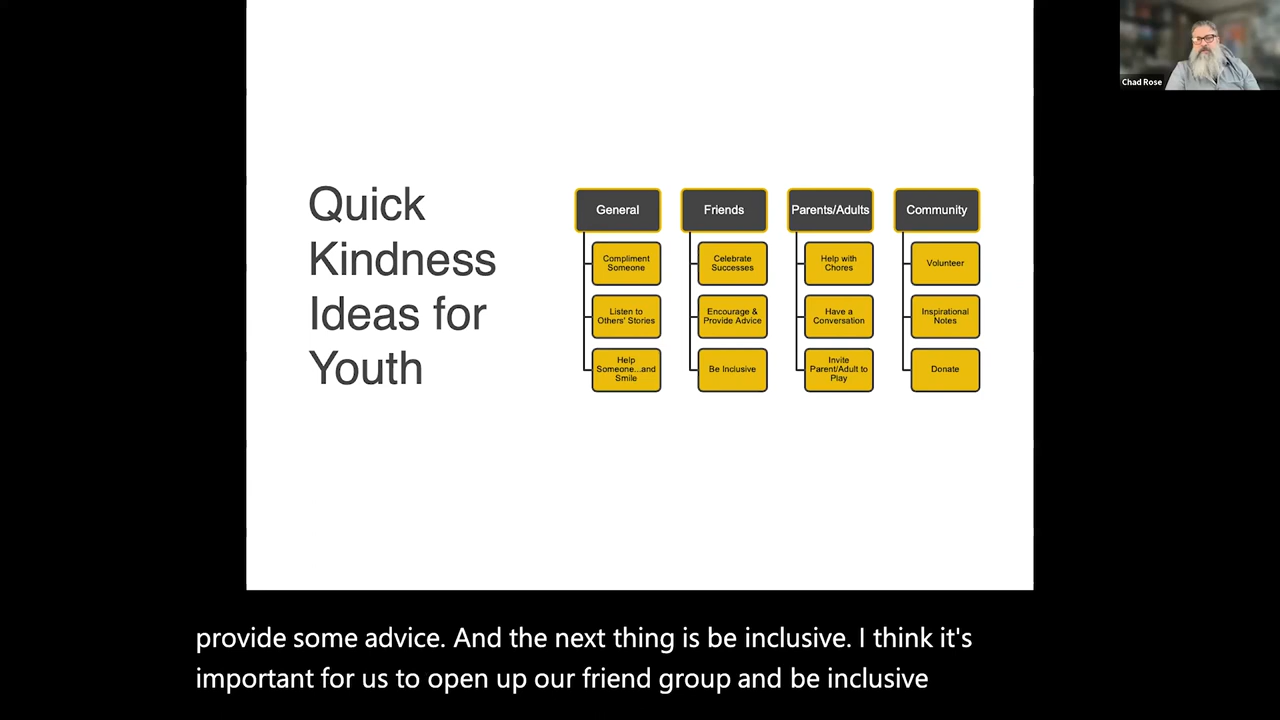 Chad Rose
Quick
Kindness
Ideas for
Youth
General
Compliment
Someone
Listen to
Others' Stories
Help
Someone...and
Smile
Friends
Celebrate
Successes
Encourage &
Provide Advice
Be Inclusive
Parents/Adults
Help with
Chores
Have a
Conversation
Invite
Parent/Adult to
Play
Community
Volunteer
Inspirational
Notes
Donate
provide some advice. And the next thing is be inclusive. I think it's
important for us to open up our friend group and be inclusive